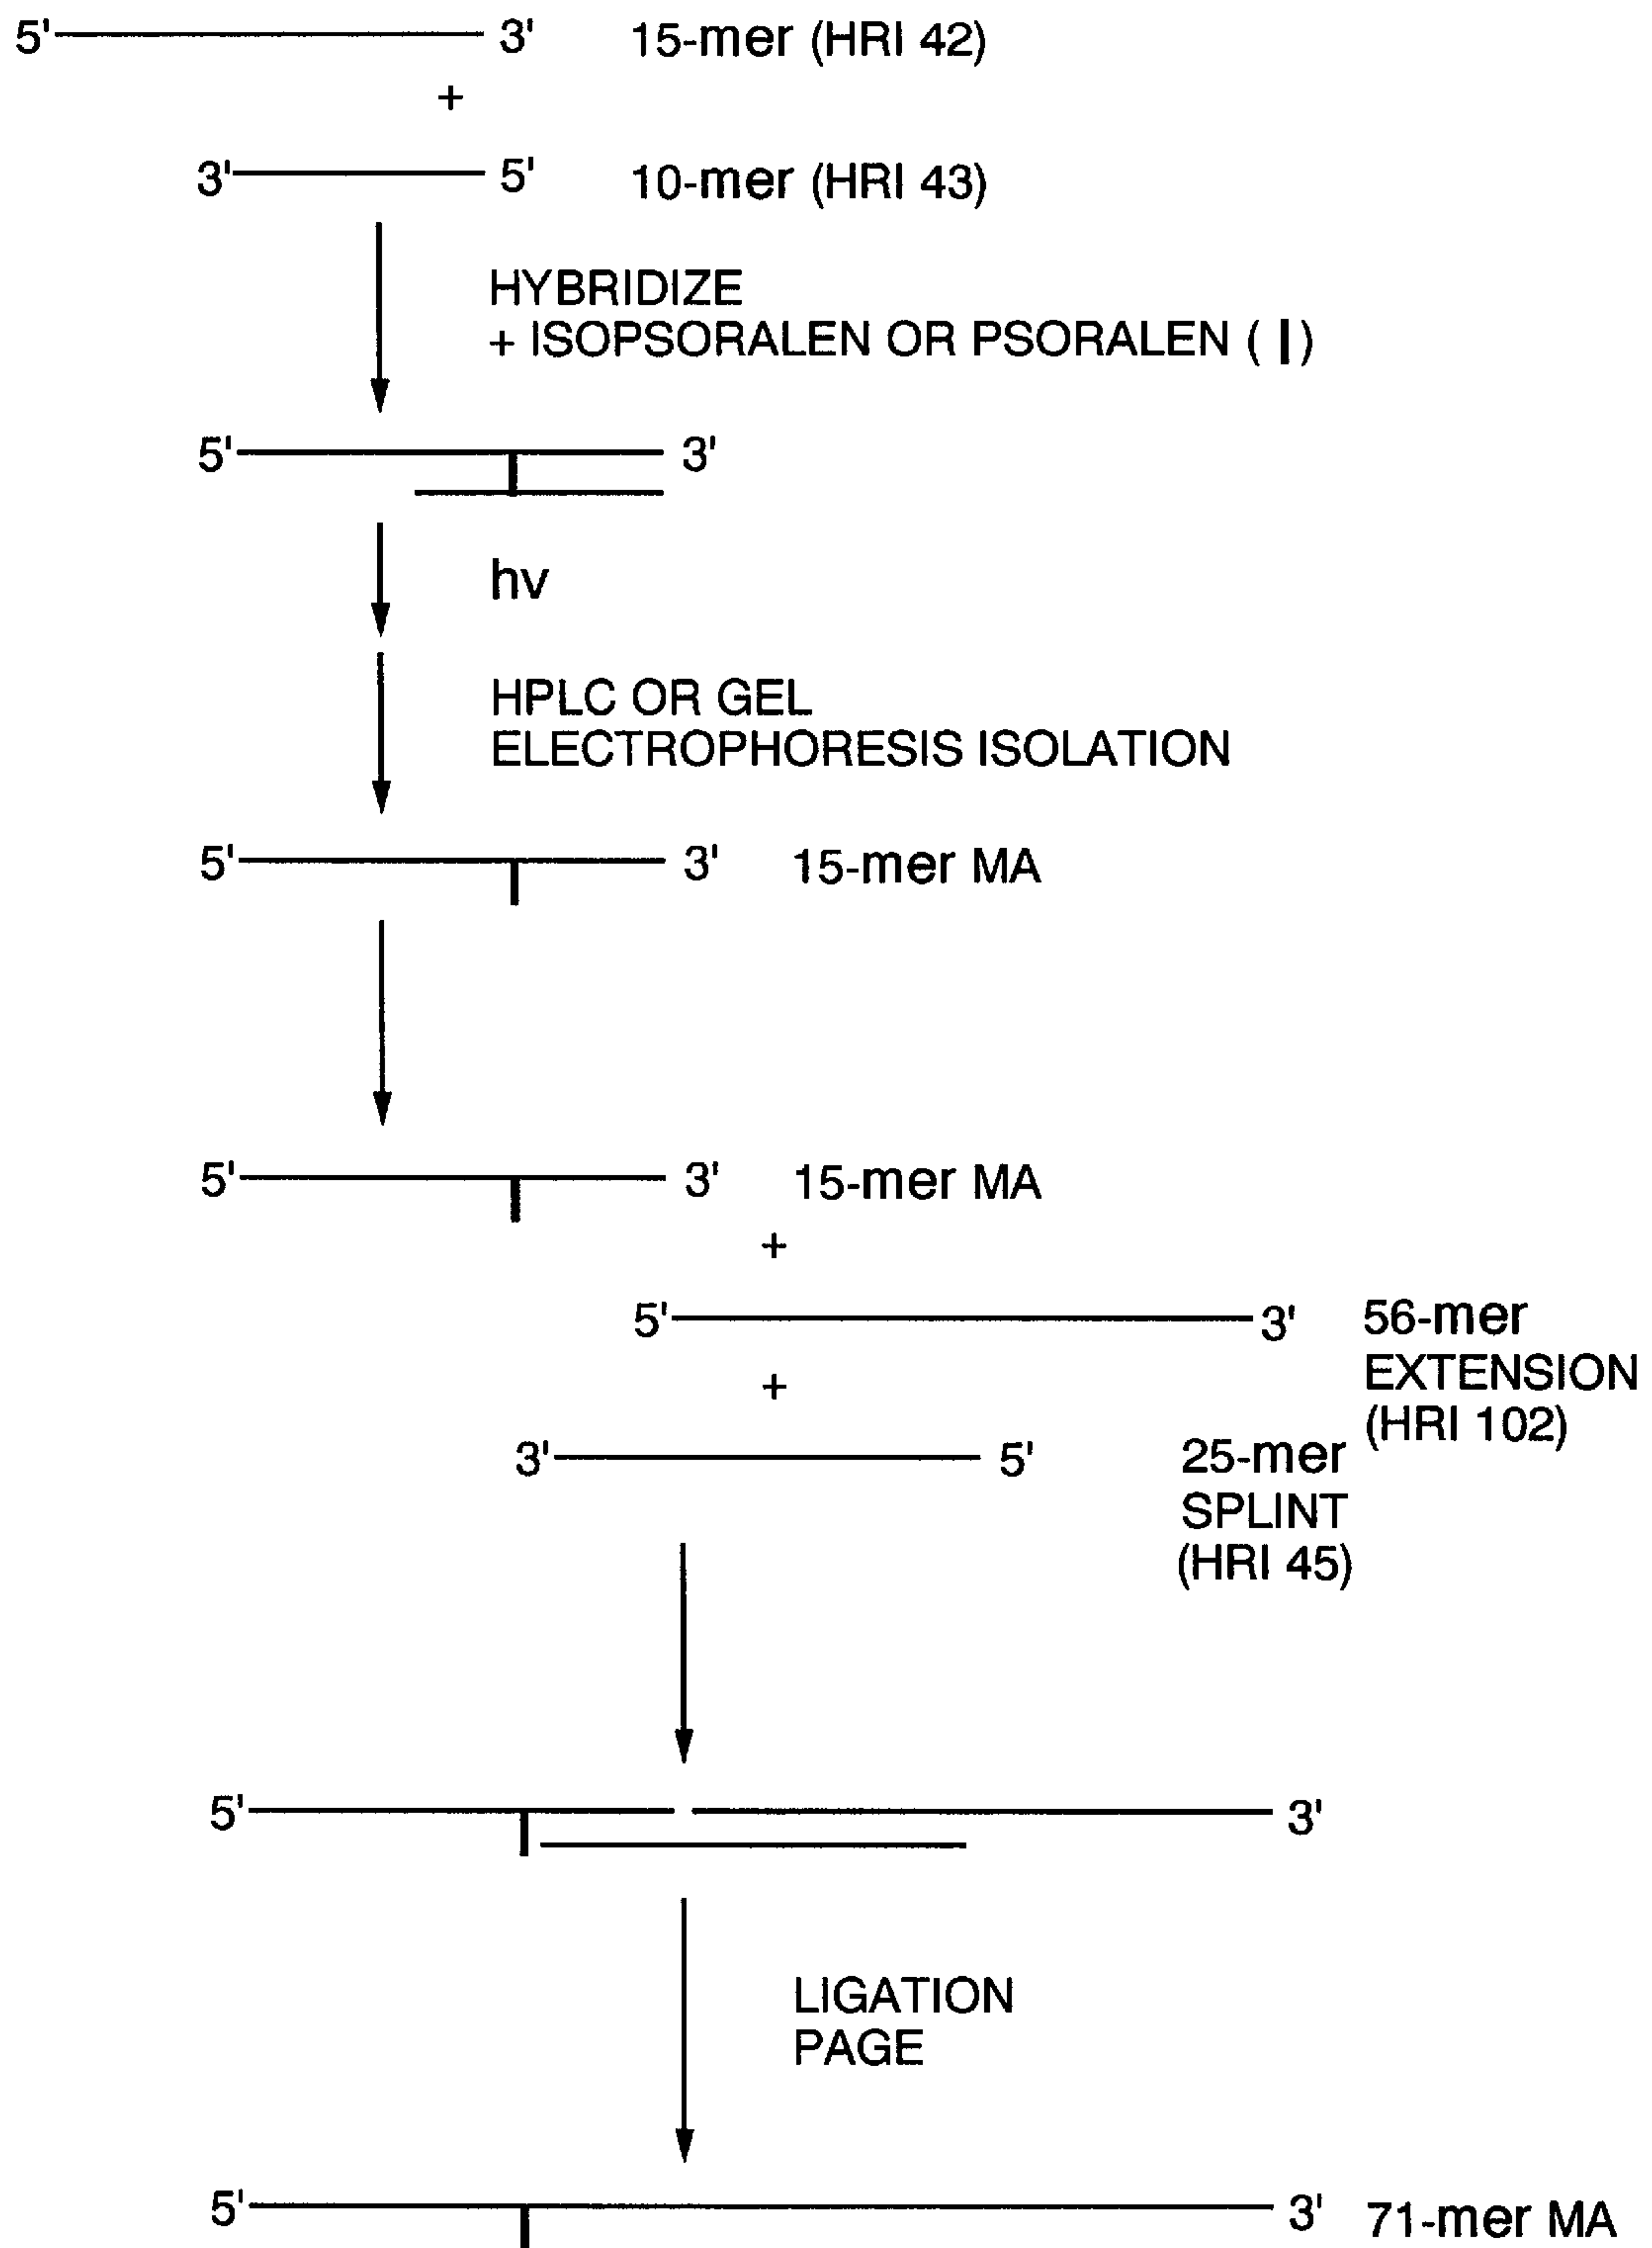 5' 3' 15-mer (HRI 42)
+
3' 5' 10-mer (HRI 43)
HYBRIDIZE
+ ISOPSORALEN OR PSORALEN ( | )
5' 3'
hv
HPLC OR GEL
ELECTROPHORESIS ISOLATION
5' 3' 15-mer MA
5' 3' 15-mer MA
+
5' 3' 56-mer
EXTENSION
(HRI 102)
+
3' 5' 25-mer
SPLINT
(HRI 45)
5' 3'
LIGATION
PAGE
5' 3' 71-mer MA